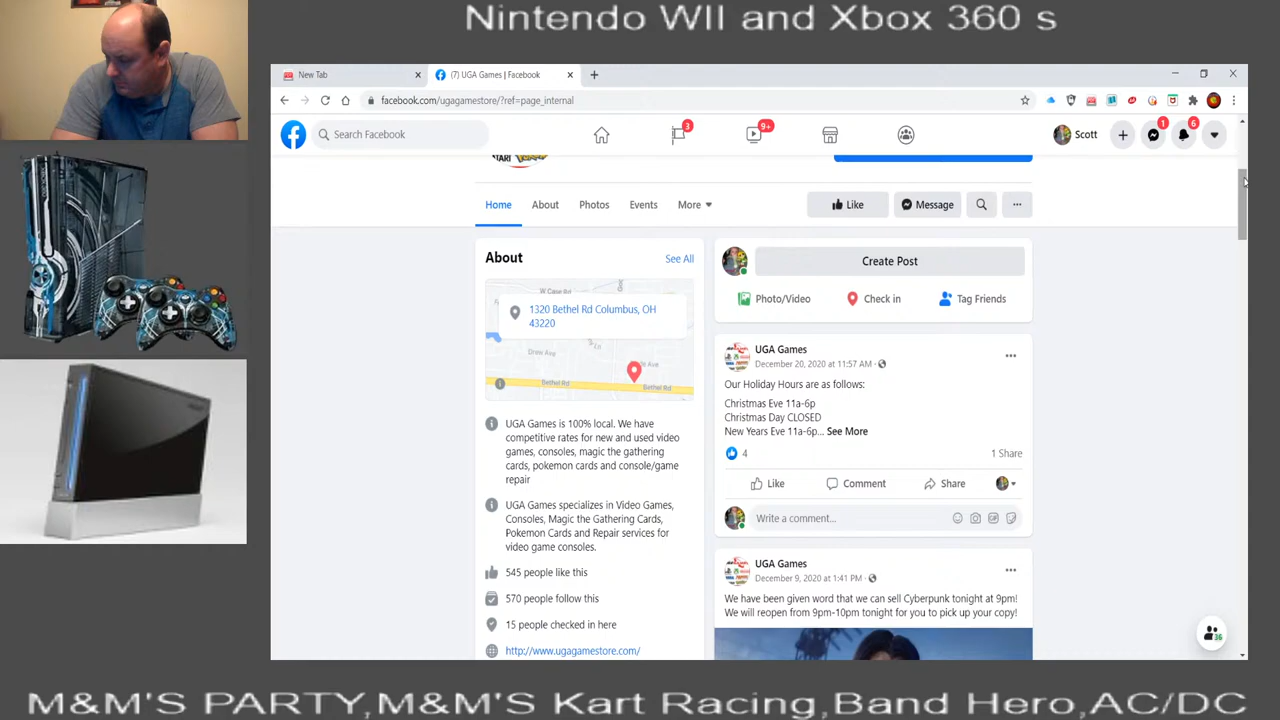 Nintendo WII and Xbox 360 s
New Tab
(7) UGA Games | Facebook
facebook.com/ugagamestore/?ref=page_internal
Search Facebook
3
9+
Scott
1
6
Home
About
Photos
Events
More
Like
Message
About
See All
W Case Rd
1320 Bethel Rd Columbus, OH
43220
Drew Ave
Bethel Rd
Bethel Rd
UGA Games is 100% local. We have
competitive rates for new and used video
games, consoles, magic the gathering
cards, pokemon cards and console/game
repair
UGA Games specializes in Video Games,
Consoles, Magic the Gathering Cards,
Pokemon Cards and Repair services for
video game consoles.
545 people like this
570 people follow this
15 people checked in here
http://www.ugagamestore.com/
Create Post
Photo/Video
Check in
Tag Friends
UGA Games
December 20, 2020 at 11:57 AM
Our Holiday Hours are as follows:
Christmas Eve 11a-6p
Christmas Day CLOSED
New Years Eve 11a-6p... See More
4
1 Share
Like
Comment
Share
Write a comment...
UGA Games
December 9, 2020 at 1:41 PM
We have been given word that we can sell Cyberpunk tonight at 9pm!
We will reopen from 9pm-10pm tonight for you to pick up your copy!
36
M&M'S PARTY,M&M'S Kart Racing,Band Hero,AC/DC